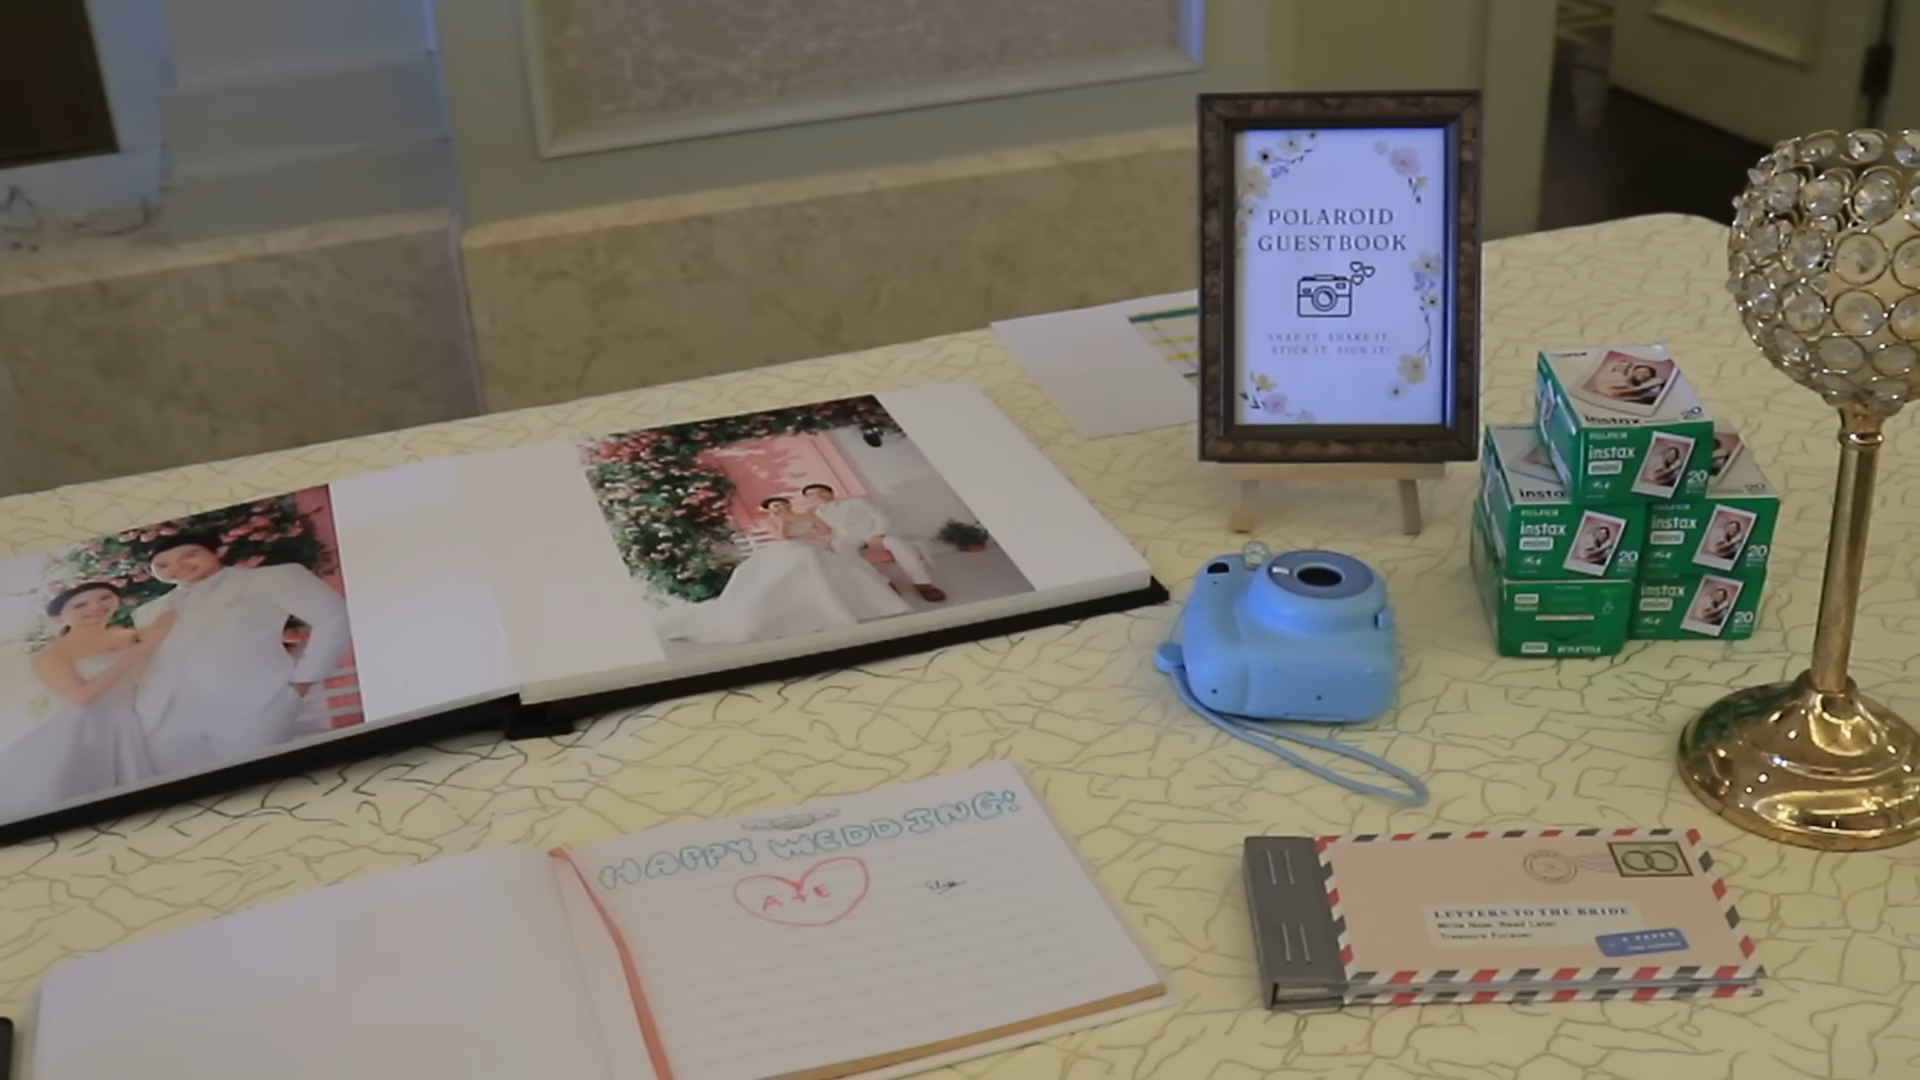 POLAROID
GUESTBOOK
SNAP IT. SHAKE IT.
STICK IT. SIGN IT!
instax
mini
20
insta
instax
mini
20
instax
mini
20
instax
mini
20
HAPPY WEDDING!
A + E
LETTERS TO THE BRIDE
Write Now. Read Later
Treasure Forever